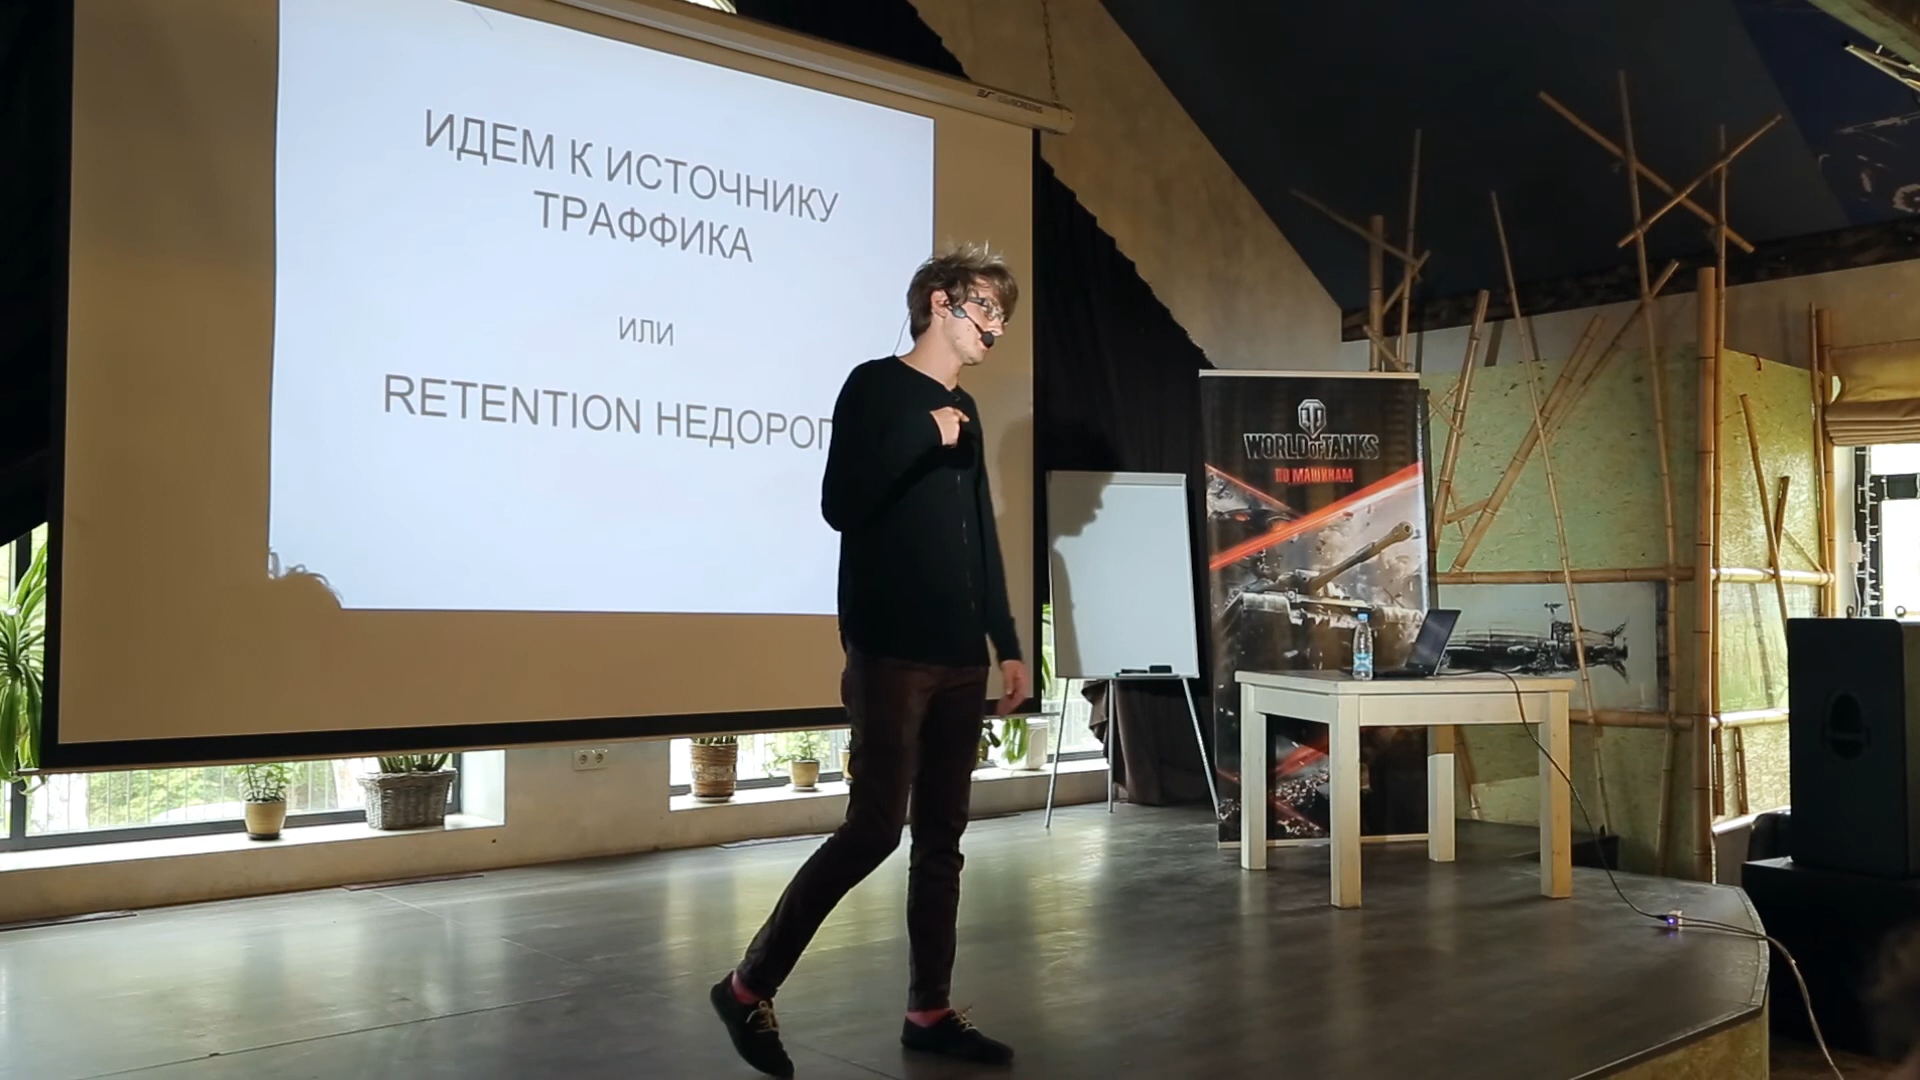 ИДЕМ К ИСТОЧНИКУ
ТРАФФИКА
ИЛИ
RETENTION НЕДОРОГ
WORLD OF TANKS
ПО МАШИНАМ